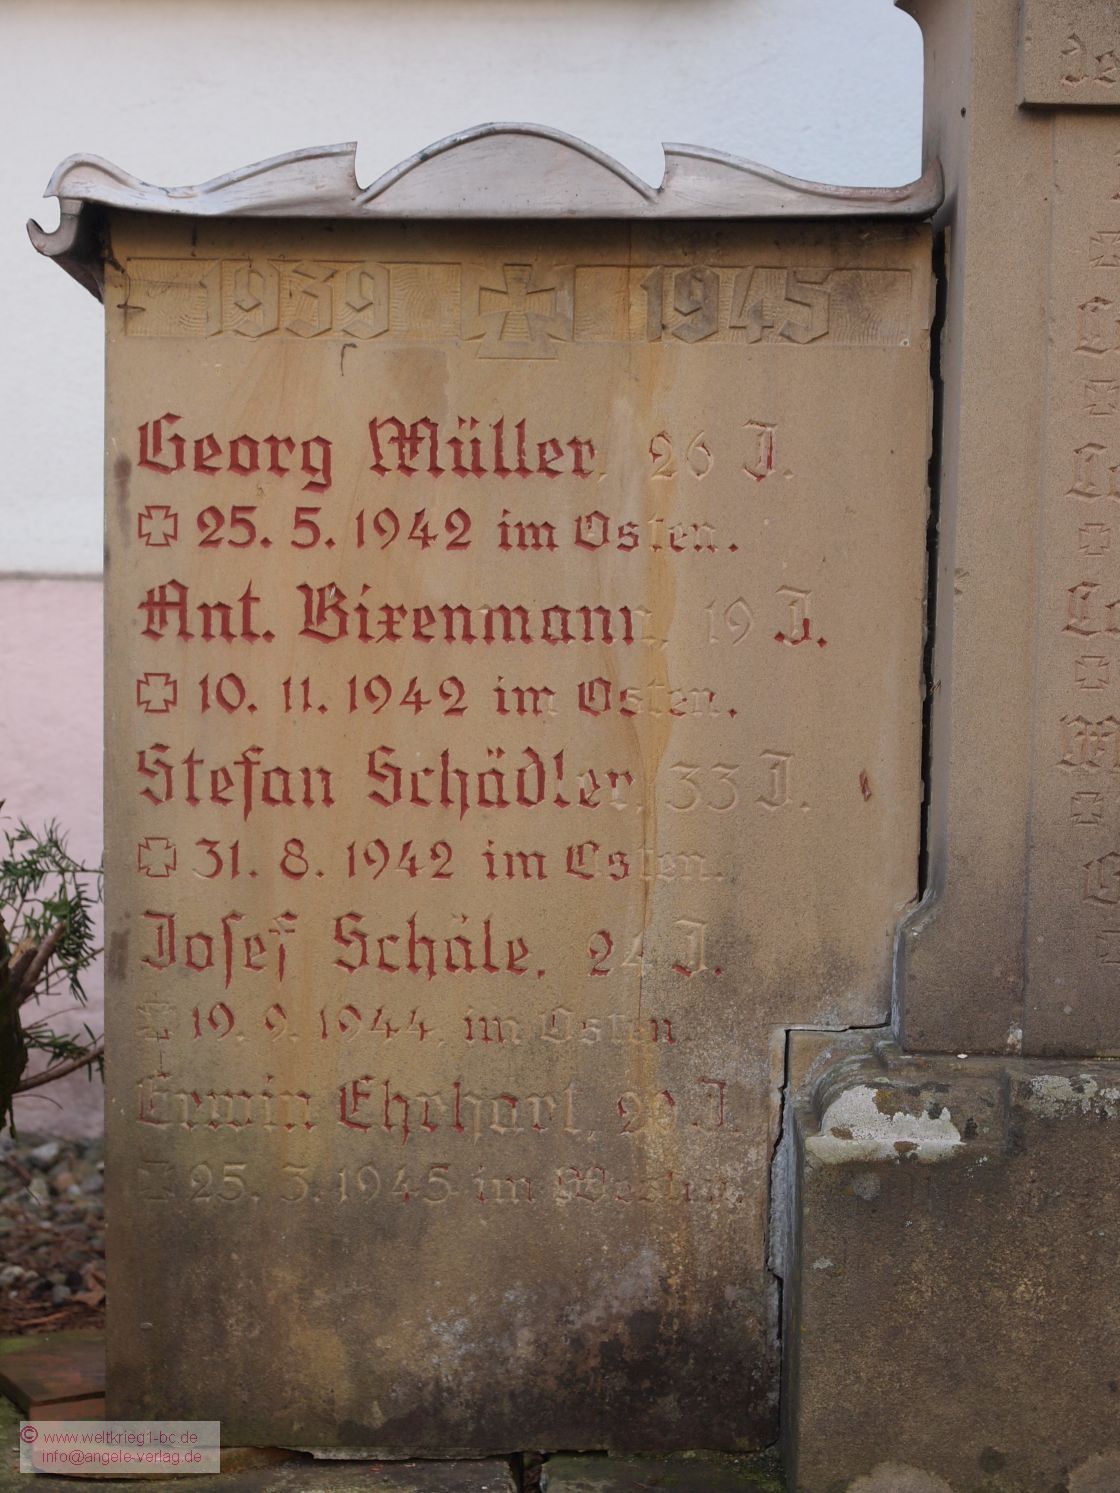 1939 ✠ 1945
Georg Müller, 26 J.
✠ 25. 5. 1942 im Osten.
Ant. Bixenmann, 19 J.
✠ 10. 11. 1942 im Osten.
Stefan Schädler, 33 J.
✠ 31. 8. 1942 im Osten.
Josef Schäle, 24 J.
✠ 19. 9. 1944, im Osten.
Erwin Ehrhart, 20 J.
✠ 25. 3. 1945 im Westen.
© www.weltkrieg1-bc.de
info@angele-verlag.de